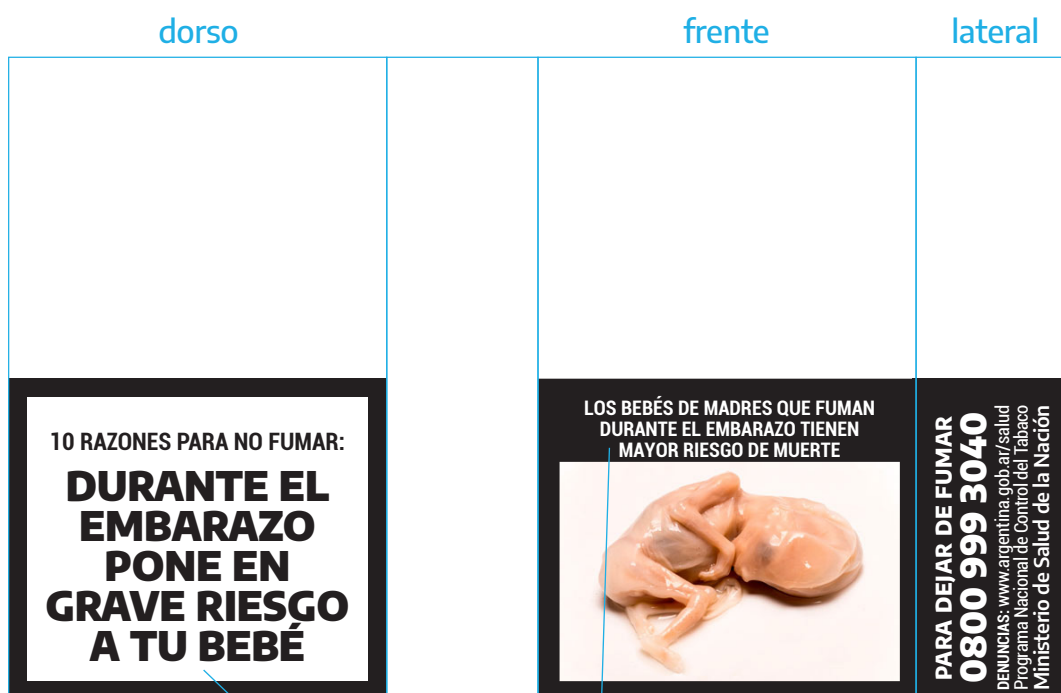 dorso
frente
lateral
10 RAZONES PARA NO FUMAR:
DURANTE EL
EMBARAZO
PONE EN
GRAVE RIESGO
A TU BEBÉ
LOS BEBÉS DE MADRES QUE FUMAN
DURANTE EL EMBARAZO TIENEN
MAYOR RIESGO DE MUERTE
PARA DEJAR DE FUMAR
0800 999 3040
DENUNCIAS: www.argentina.gob.ar/salud
Programa Nacional de Control del Tabaco
Ministerio de Salud de la Nación